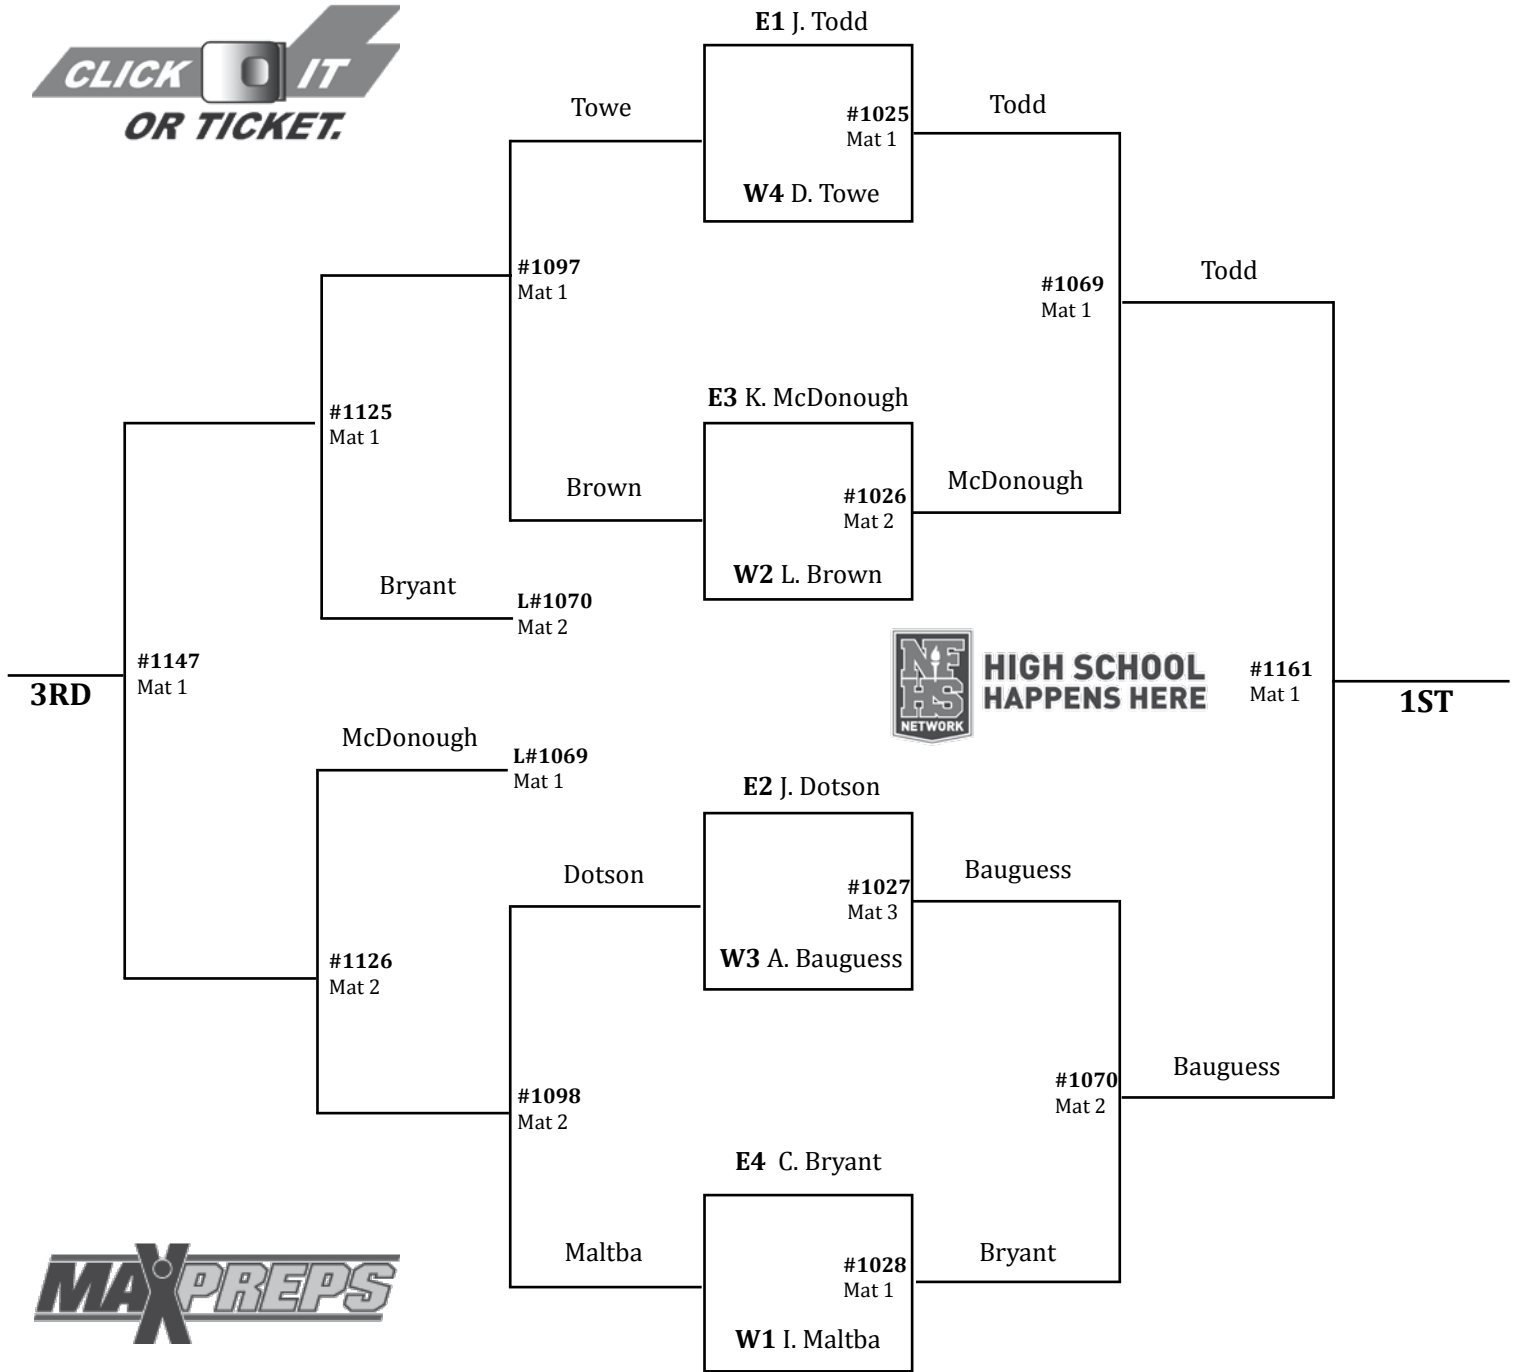 CLICK IT
OR TICKET.
E1 J. Todd
Towe
#1025
Mat 1
Todd
W4 D. Towe
#1097
Mat 1
#1069
Mat 1
Todd
E3 K. McDonough
#1125
Mat 1
Brown
#1026
Mat 2
McDonough
W2 L. Brown
Bryant
L#1070
Mat 2
#1147
Mat 1
3RD
NF
HS
NETWORK
HIGH SCHOOL
HAPPENS HERE
#1161
Mat 1
1ST
McDonough
L#1069
Mat 1
E2 J. Dotson
Dotson
#1027
Mat 3
Bauguess
W3 A. Bauguess
#1126
Mat 2
#1098
Mat 2
#1070
Mat 2
Bauguess
E4 C. Bryant
Maltba
#1028
Mat 1
Bryant
W1 I. Maltba
MAXPREPS